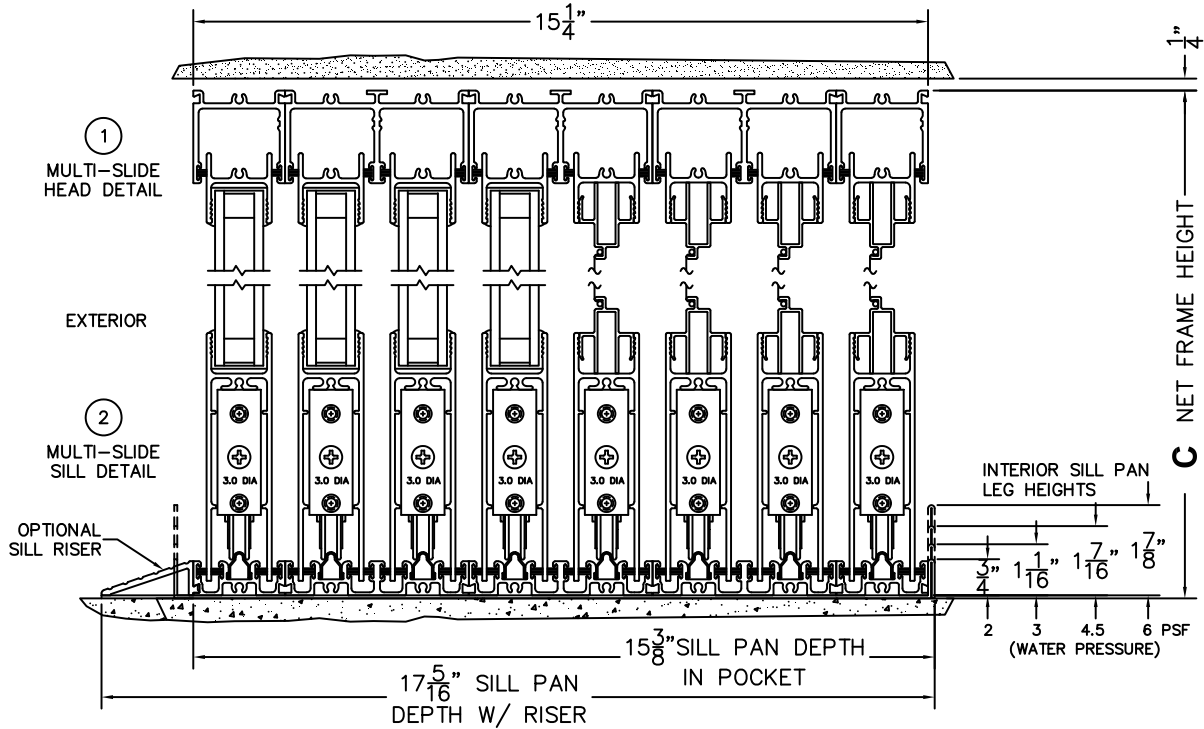 15 1/4"
1/4"
1
MULTI-SLIDE
HEAD DETAIL
EXTERIOR
C NET FRAME HEIGHT
2
MULTI-SLIDE
SILL DETAIL
3.0 DIA
3.0 DIA
3.0 DIA
3.0 DIA
3.0 DIA
3.0 DIA
3.0 DIA
3.0 DIA
INTERIOR SILL PAN
LEG HEIGHTS
OPTIONAL
SILL RISER
3/4"
1 1/16"
1 7/16"
1 7/8"
2 3 4.5 6 PSF
(WATER PRESSURE)
15 3/8" SILL PAN DEPTH
IN POCKET
17 5/16" SILL PAN
DEPTH W/ RISER